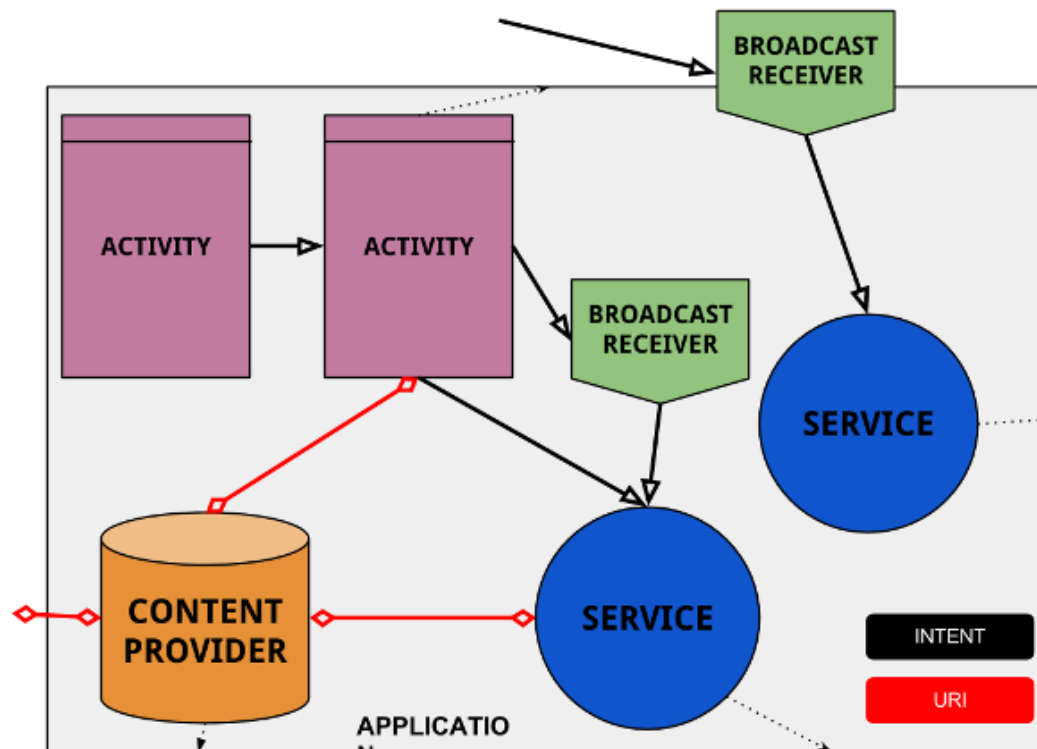 BROADCAST
RECEIVER
ACTIVITY
ACTIVITY
BROADCAST
RECEIVER
SERVICE
CONTENT
PROVIDER
SERVICE
INTENT
URI
APPLICATIO
N